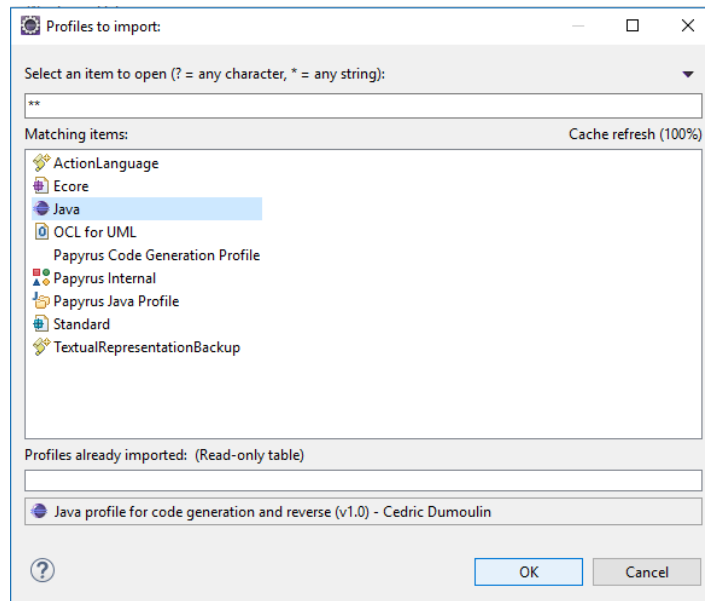 Profiles to import:
Select an item to open (? = any character, * = any string):
**
Matching items: Cache refresh (100%)
ActionLanguage
Ecore
Java
OCL for UML
Papyrus Code Generation Profile
Papyrus Internal
Papyrus Java Profile
Standard
TextualRepresentationBackup
Profiles already imported: (Read-only table)
Java profile for code generation and reverse (v1.0) - Cedric Dumoulin
? OK Cancel